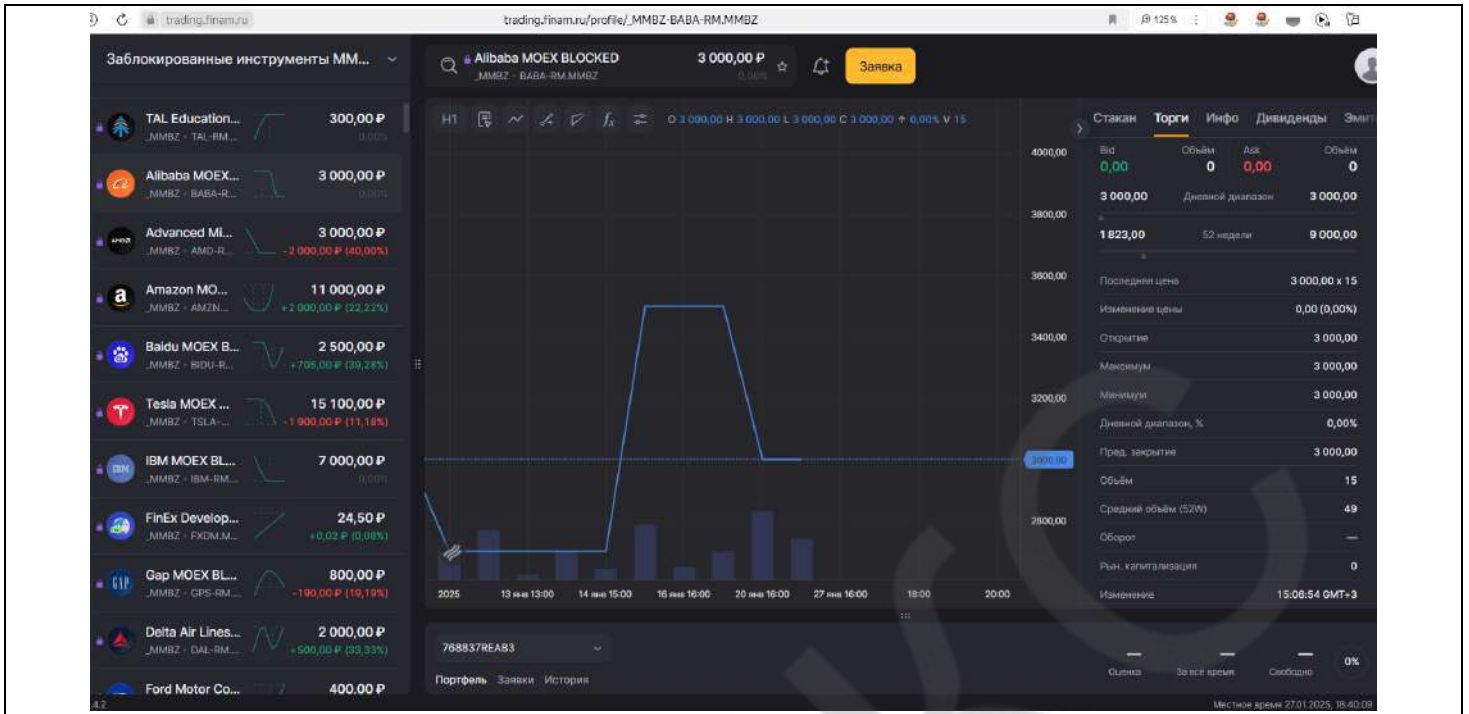 trading.finam.ru
trading.finam.ru/profile/_MMBZ-BABA-RM.MMBZ
125%
Заблокированные инструменты MM...
TAL Education...
300,00 ₽
_MMBZ · TAL-RM...
0,00%
Alibaba MOEX...
3 000,00 ₽
_MMBZ · BABA-R...
0,00%
Advanced Mi...
3 000,00 ₽
_MMBZ · AMD-R...
-2 000,00 ₽ (40,00%)
Amazon MO...
11 000,00 ₽
_MMBZ · AMZN...
+2 000,00 ₽ (22,22%)
Baidu MOEX B...
2 500,00 ₽
_MMBZ · BIDU-R...
+705,00 ₽ (39,28%)
Tesla MOEX ...
15 100,00 ₽
_MMBZ · TSLA-...
-1 900,00 ₽ (11,18%)
IBM MOEX BL...
7 000,00 ₽
_MMBZ · IBM-RM...
0,00%
FinEx Develop...
24,50 ₽
_MMBZ · FXDM.M...
+0,02 ₽ (0,08%)
GAP
Gap MOEX BL...
800,00 ₽
_MMBZ · GPS-RM...
-190,00 ₽ (19,19%)
Delta Air Lines...
2 000,00 ₽
_MMBZ · DAL-RM...
+500,00 ₽ (33,33%)
Ford Motor Co...
400,00 ₽
Alibaba MOEX BLOCKED
3 000,00 ₽
_MMBZ · BABA-RM.MMBZ
0,00%
Заявка
H1
O 3 000,00 H 3 000,00 L 3 000,00 C 3 000,00 0,00% V 15
4000,00
3800,00
3600,00
3400,00
3200,00
3000,00
2800,00
2025 13 янв 13:00 14 янв 15:00 16 янв 16:00 20 янв 16:00 27 янв 16:00 18:00 20:00
768837REAB3
Портфель Заявки История
Стакан Торги Инфо Дивиденды Эмит
Bid Объём Ask Объём
0,00 0 0,00 0
3 000,00 Дневной диапазон 3 000,00
1 823,00 52 недели 9 000,00
Последняя цена 3 000,00 x 15
Изменение цены 0,00 (0,00%)
Открытие 3 000,00
Максимум 3 000,00
Минимум 3 000,00
Дневной диапазон, % 0,00%
Пред. закрытие 3 000,00
Объём 15
Средний объём (52W) 49
Оборот —
Рын. капитализация 0
Изменение 15:06:54 GMT+3
— — — 0%
Оценка За всё время Свободно
Местное время 27.01.2025, 18:40:09